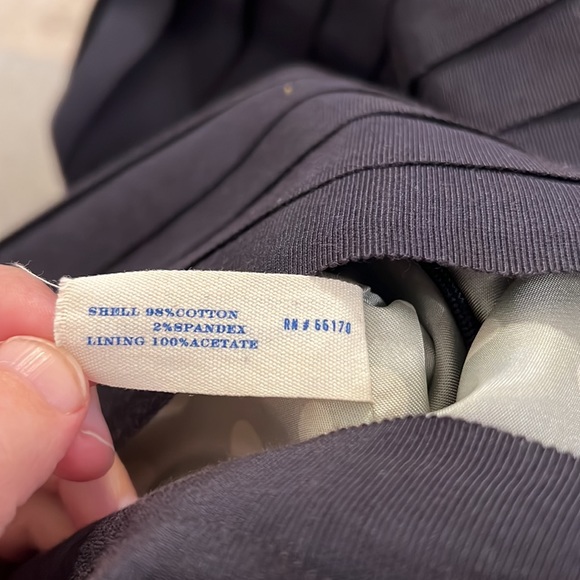 SHELL 98%COTTON
2%SPANDEX
LINING 100%ACETATE
RN # 66170